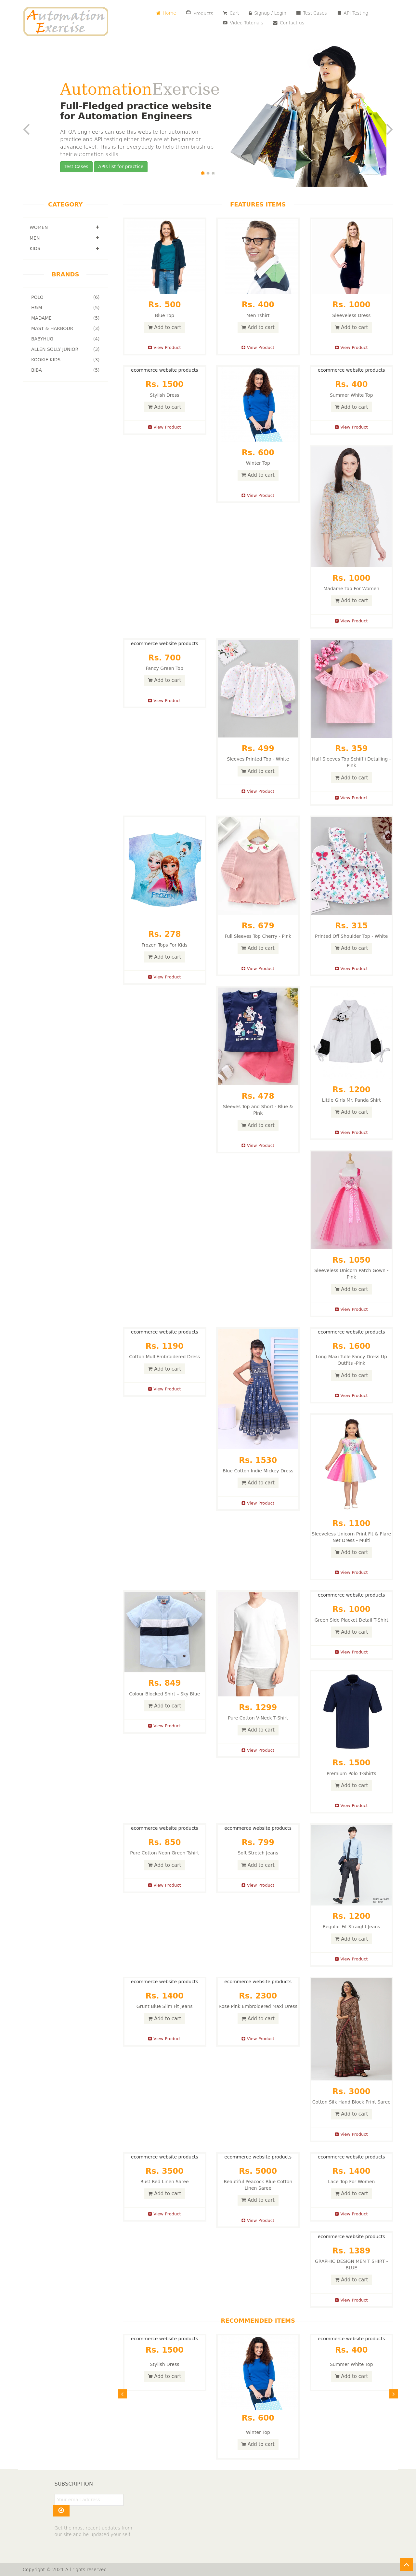 Automation
Exercise
Home
Products
Cart
Signup / Login
Test Cases
API Testing
Video Tutorials
Contact us
AutomationExercise
Full-Fledged practice website
for Automation Engineers
All QA engineers can use this website for automation
practice and API testing either they are at beginner or
advance level. This is for everybody to help them brush up
their automation skills.
Test Cases
APIs list for practice
CATEGORY
WOMEN
MEN
KIDS
BRANDS
POLO (6)
H&M (5)
MADAME (5)
MAST & HARBOUR (3)
BABYHUG (4)
ALLEN SOLLY JUNIOR (3)
KOOKIE KIDS (3)
BIBA (5)
FEATURES ITEMS
Rs. 500
Blue Top
Add to cart
View Product
Rs. 400
Men Tshirt
Add to cart
View Product
Rs. 1000
Sleeveless Dress
Add to cart
View Product
ecommerce website products
Rs. 1500
Stylish Dress
Add to cart
View Product
Rs. 600
Winter Top
Add to cart
View Product
ecommerce website products
Rs. 400
Summer White Top
Add to cart
View Product
Rs. 1000
Madame Top For Women
Add to cart
View Product
ecommerce website products
Rs. 700
Fancy Green Top
Add to cart
View Product
Rs. 499
Sleeves Printed Top - White
Add to cart
View Product
Rs. 359
Half Sleeves Top Schiffli Detailing -
Pink
Add to cart
View Product
Rs. 278
Frozen Tops For Kids
Add to cart
View Product
Rs. 679
Full Sleeves Top Cherry - Pink
Add to cart
View Product
Rs. 315
Printed Off Shoulder Top - White
Add to cart
View Product
Rs. 478
Sleeves Top and Short - Blue &
Pink
Add to cart
View Product
Rs. 1200
Little Girls Mr. Panda Shirt
Add to cart
View Product
Rs. 1050
Sleeveless Unicorn Patch Gown -
Pink
Add to cart
View Product
ecommerce website products
Rs. 1190
Cotton Mull Embroidered Dress
Add to cart
View Product
Rs. 1530
Blue Cotton Indie Mickey Dress
Add to cart
View Product
ecommerce website products
Rs. 1600
Long Maxi Tulle Fancy Dress Up
Outfits -Pink
Add to cart
View Product
Rs. 1100
Sleeveless Unicorn Print Fit & Flare
Net Dress - Multi
Add to cart
View Product
Rs. 849
Colour Blocked Shirt – Sky Blue
Add to cart
View Product
Rs. 1299
Pure Cotton V-Neck T-Shirt
Add to cart
View Product
ecommerce website products
Rs. 1000
Green Side Placket Detail T-Shirt
Add to cart
View Product
Rs. 1500
Premium Polo T-Shirts
Add to cart
View Product
ecommerce website products
Rs. 850
Pure Cotton Neon Green Tshirt
Add to cart
View Product
ecommerce website products
Rs. 799
Soft Stretch Jeans
Add to cart
View Product
Rs. 1200
Regular Fit Straight Jeans
Add to cart
View Product
ecommerce website products
Rs. 1400
Grunt Blue Slim Fit Jeans
Add to cart
View Product
ecommerce website products
Rs. 2300
Rose Pink Embroidered Maxi Dress
Add to cart
View Product
Rs. 3000
Cotton Silk Hand Block Print Saree
Add to cart
View Product
ecommerce website products
Rs. 3500
Rust Red Linen Saree
Add to cart
View Product
ecommerce website products
Rs. 5000
Beautiful Peacock Blue Cotton
Linen Saree
Add to cart
View Product
ecommerce website products
Rs. 1400
Lace Top For Women
Add to cart
View Product
ecommerce website products
Rs. 1389
GRAPHIC DESIGN MEN T SHIRT -
BLUE
Add to cart
View Product
RECOMMENDED ITEMS
ecommerce website products
Rs. 1500
Stylish Dress
Add to cart
Rs. 600
Winter Top
Add to cart
ecommerce website products
Rs. 400
Summer White Top
Add to cart
SUBSCRIPTION
Your email address
Get the most recent updates from
our site and be updated your self...
Copyright © 2021 All rights reserved